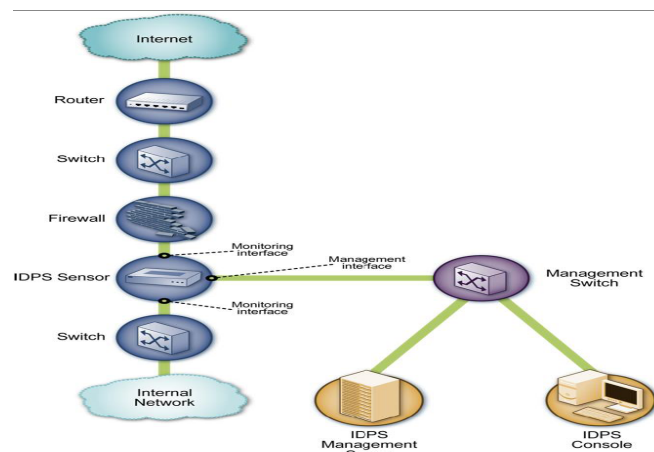 Internet
Router
Switch
Firewall
Monitoring
interface
Management
interface
IDPS Sensor
Management
Switch
Monitoring
interface
Switch
Internal
Network
IDPS
Management
IDPS
Console